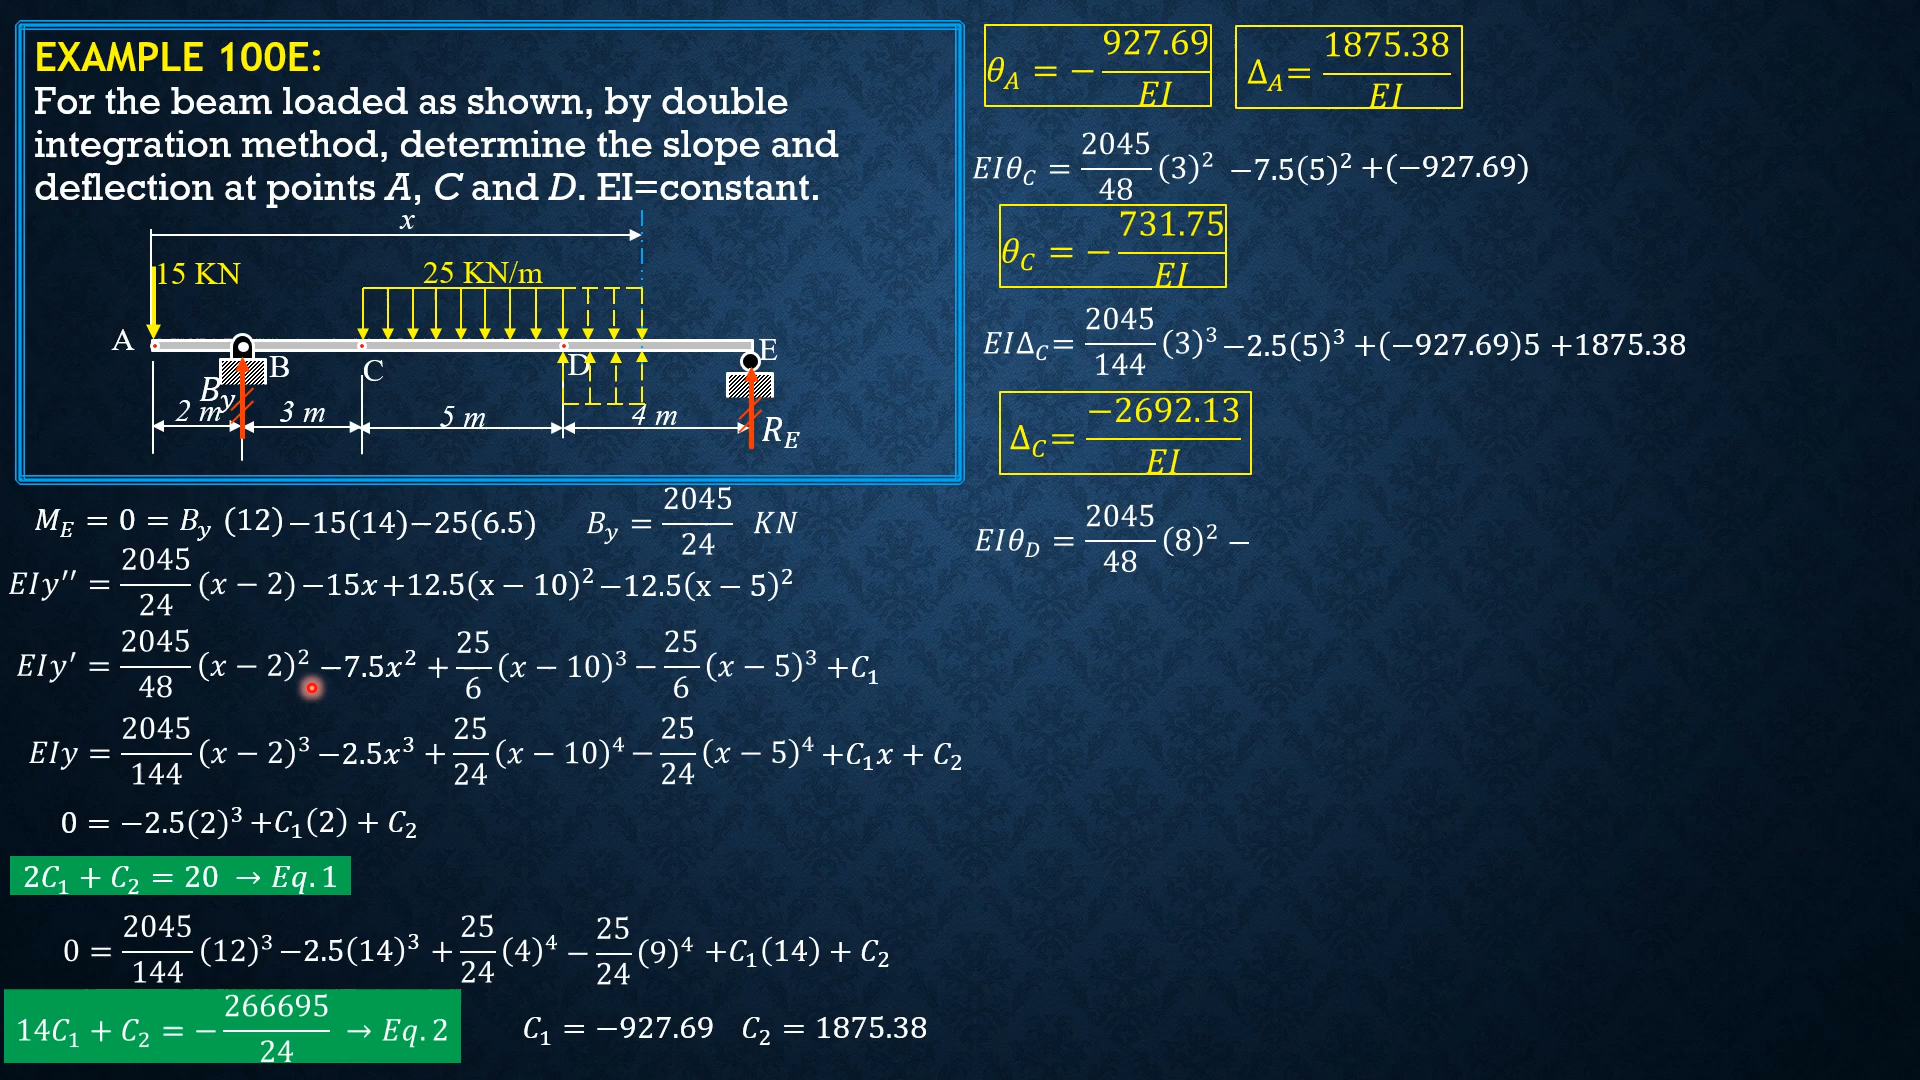 EXAMPLE 100E:
For the beam loaded as shown, by double
integration method, determine the slope and
deflection at points A, C and D. EI=constant.
x
15 KN
25 KN/m
A
B
C
D
E
B_y
2 m
3 m
5 m
4 m
R_E
M_E = 0 = B_y (12) −15(14)−25(6.5)   B_y = 2045/24 KN
EIy′′ = 2045/24 (x − 2) −15x +12.5(x − 10)² −12.5(x − 5)²
EIy′ = 2045/48 (x − 2)² −7.5x² + 25/6 (x − 10)³ − 25/6 (x − 5)³ +C₁
EIy = 2045/144 (x − 2)³ −2.5x³ + 25/24 (x − 10)⁴ − 25/24 (x − 5)⁴ +C₁x + C₂
0 = −2.5(2)³ +C₁(2) + C₂
2C₁ + C₂ = 20 → Eq. 1
0 = 2045/144 (12)³ −2.5(14)³ + 25/24 (4)⁴ − 25/24 (9)⁴ +C₁(14) + C₂
14C₁ + C₂ = − 266695/24 → Eq. 2
C₁ = −927.69   C₂ = 1875.38
θ_A = − 927.69/EI   Δ_A= 1875.38/EI
EIθ_C = 2045/48 (3)² −7.5(5)² +(−927.69)
θ_C = − 731.75/EI
EIΔ_C= 2045/144 (3)³ −2.5(5)³ +(−927.69)5 +1875.38
Δ_C= −2692.13/EI
EIθ_D = 2045/48 (8)² −